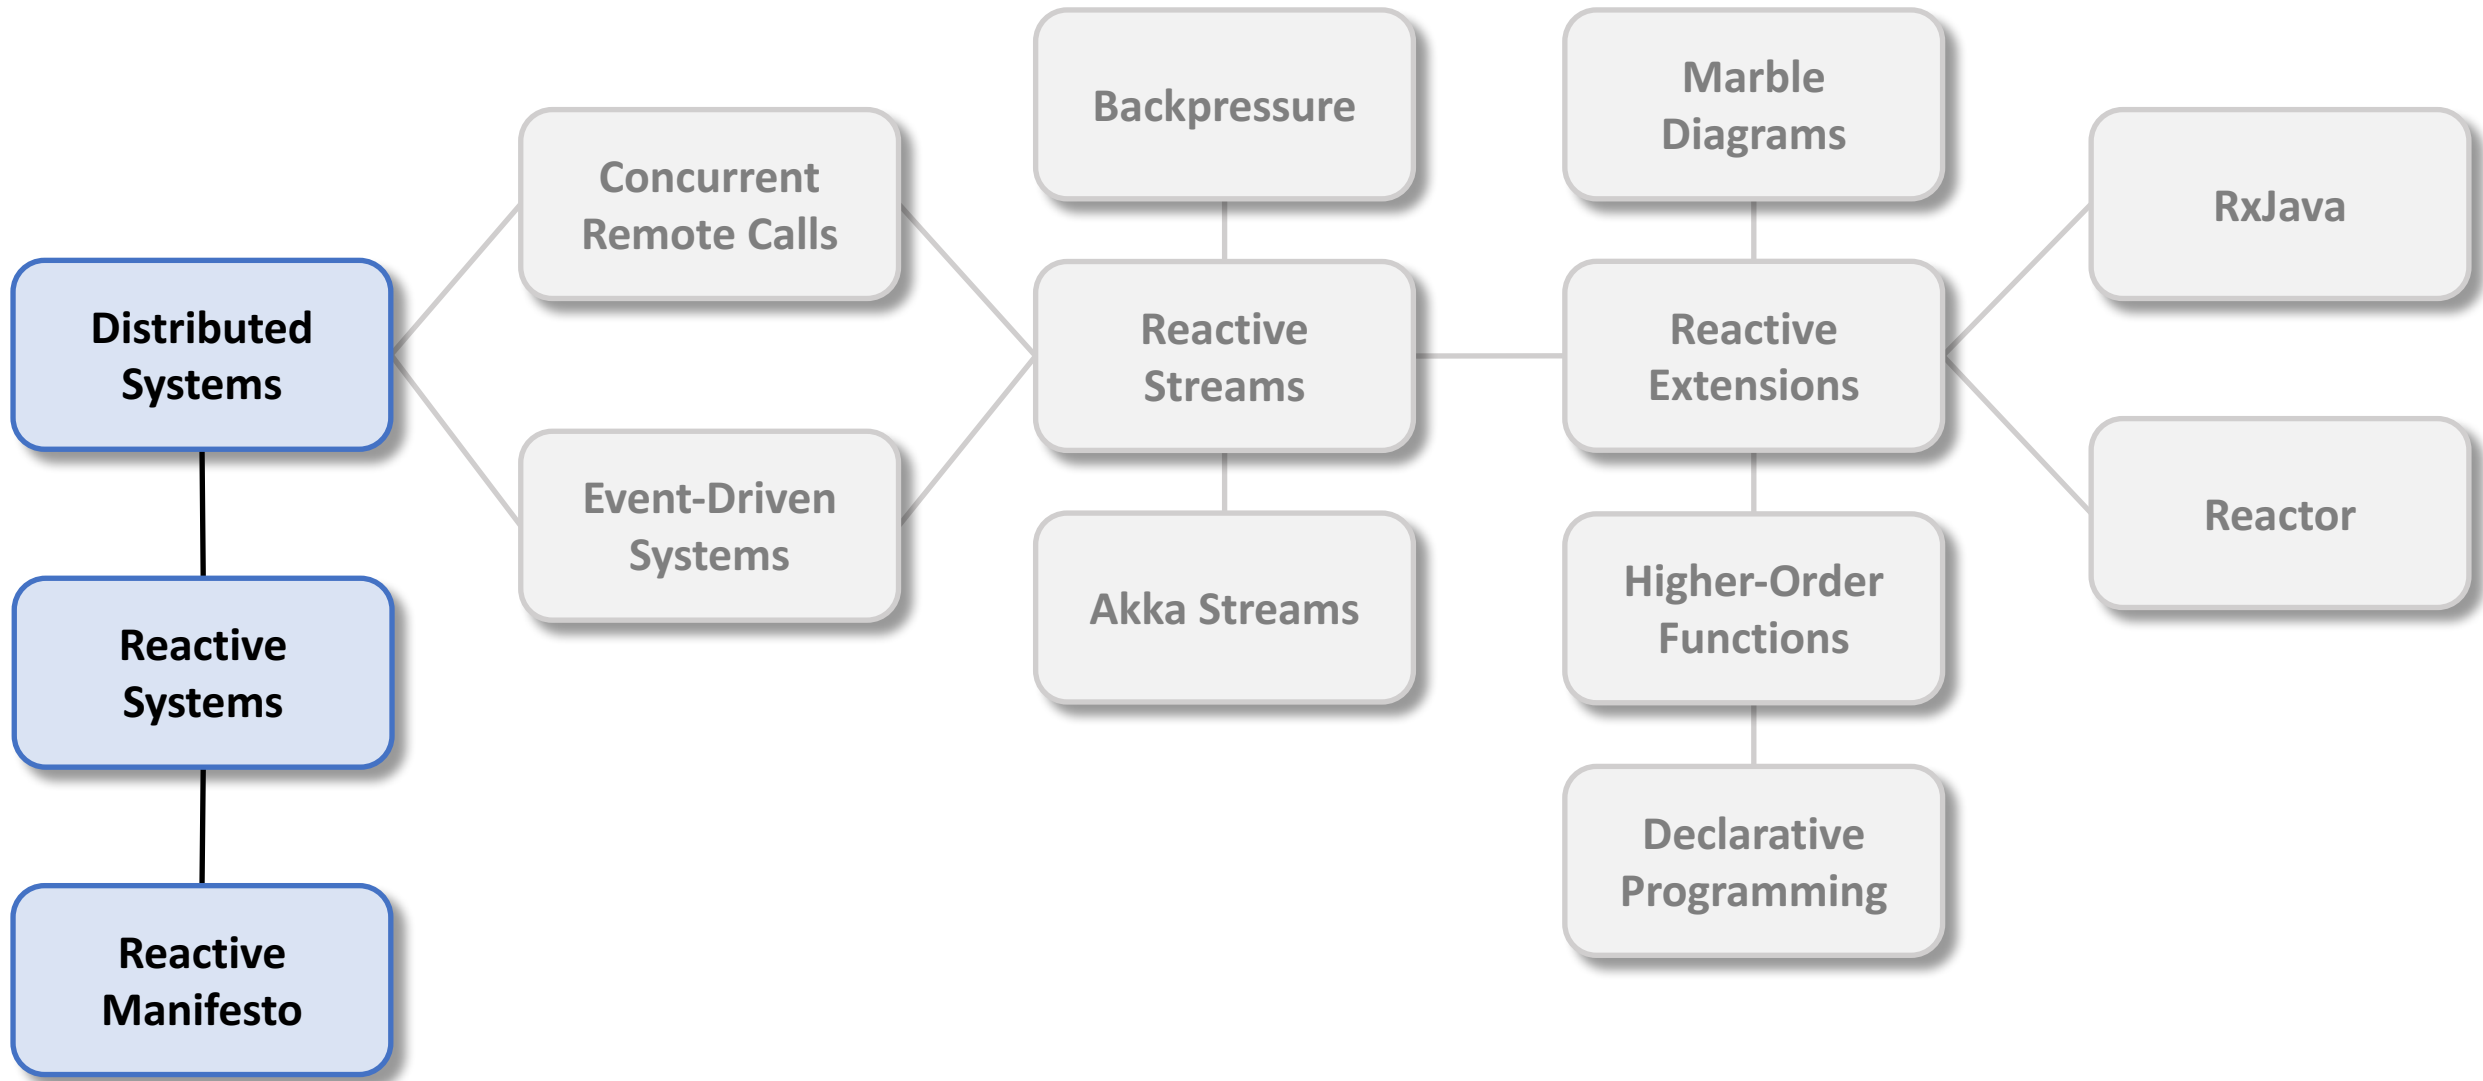 Distributed
Systems
Reactive
Systems
Reactive
Manifesto
Concurrent
Remote Calls
Event-Driven
Systems
Backpressure
Reactive
Streams
Akka Streams
Marble
Diagrams
Reactive
Extensions
Higher-Order
Functions
Declarative
Programming
RxJava
Reactor